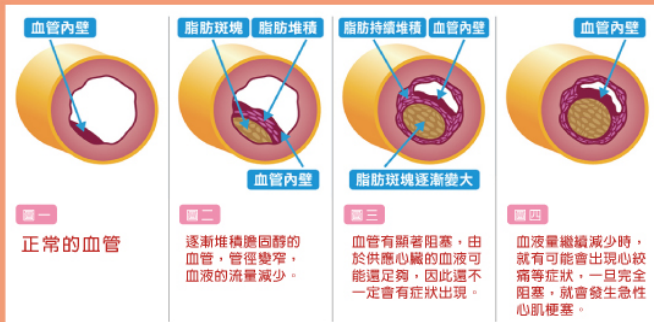 血管內壁
圖一
正常的血管
脂肪斑塊
脂肪堆積
血管內壁
圖二
逐漸堆積膽固醇的
血管，管徑變窄，
血液的流量減少。
脂肪持續堆積
血管內壁
脂肪斑塊逐漸變大
圖三
血管有顯著阻塞，由
於供應心臟的血液可
能還足夠，因此還不
一定會有症狀出現。
血管內壁
圖四
血液量繼續減少時，
就有可能會出現心絞
痛等症狀，一旦完全
阻塞，就會發生急性
心肌梗塞。